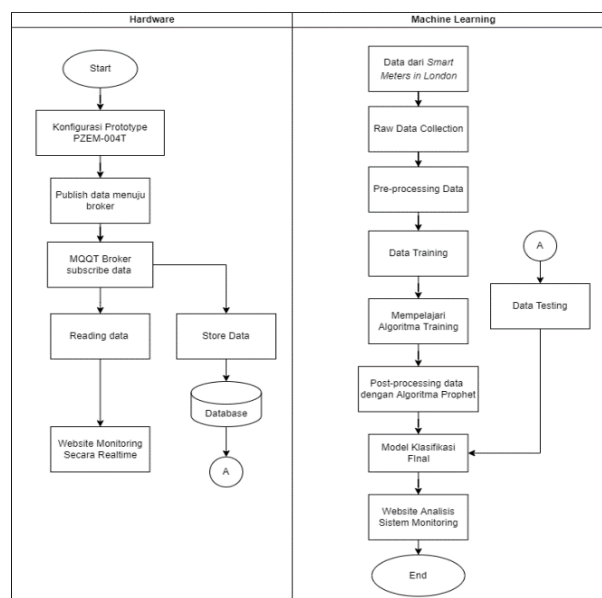 Hardware
Start
Konfigurasi Prototype
PZEM-004T
Publish data menuju
broker
MQQT Broker
subscribe data
Reading data
Store Data
Database
Website Monitoring
Secara Realtime
A
Machine Learning
Data dari Smart
Meters in London
Raw Data Collection
Pre-processing Data
Data Training
A
Mempelajari
Algoritma Training
Data Testing
Post-processing data
dengan Algoritma Prophet
Model Klasifikasi
FInal
Website Analisis
Sistem Monitoring
End